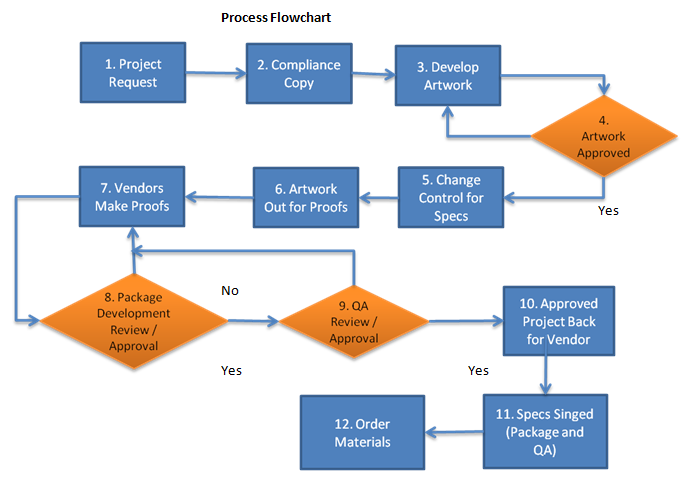 Process Flowchart
1. Project
Request
2. Compliance
Copy
3. Develop
Artwork
4.
Artwork
Approved
Yes
5. Change
Control for
Specs
6. Artwork
Out for Proofs
7. Vendors
Make Proofs
8. Package
Development
Review /
Approval
No
Yes
9. QA
Review /
Approval
Yes
10. Approved
Project Back
for Vendor
11. Specs Singed
(Package and
QA)
12. Order
Materials